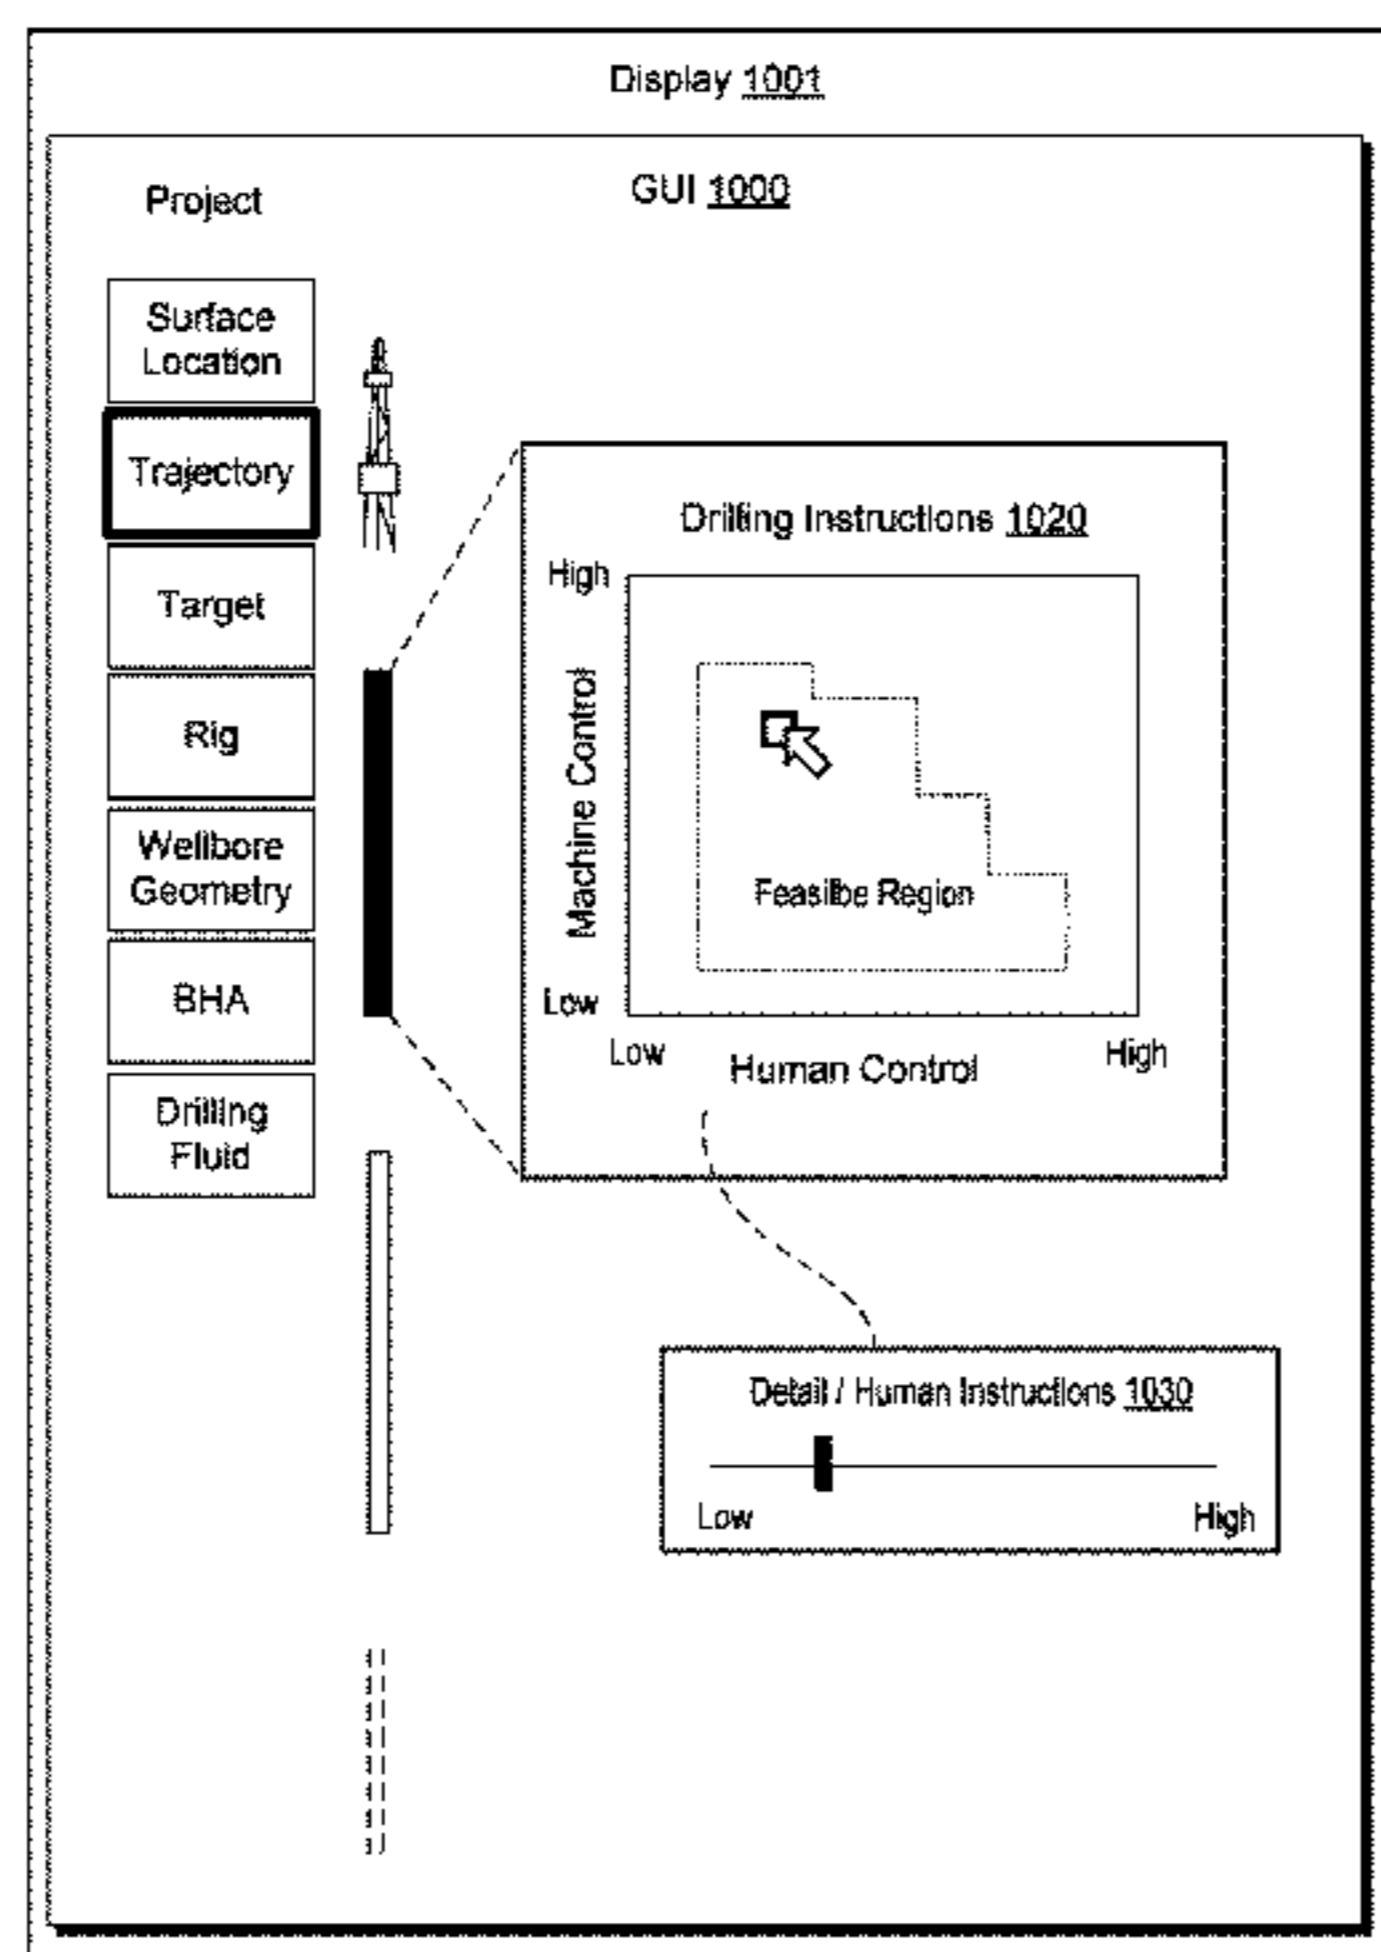 Display 1001
GUI 1000
Project
Surface
Location
Trajectory
Target
Rig
Wellbore
Geometry
BHA
Drilling
Fluid
Drilling Instructions 1020
High
Machine Control
Low
Feasilbe Region
Low
High
Human Control
Detail / Human Instructions 1030
Low
High